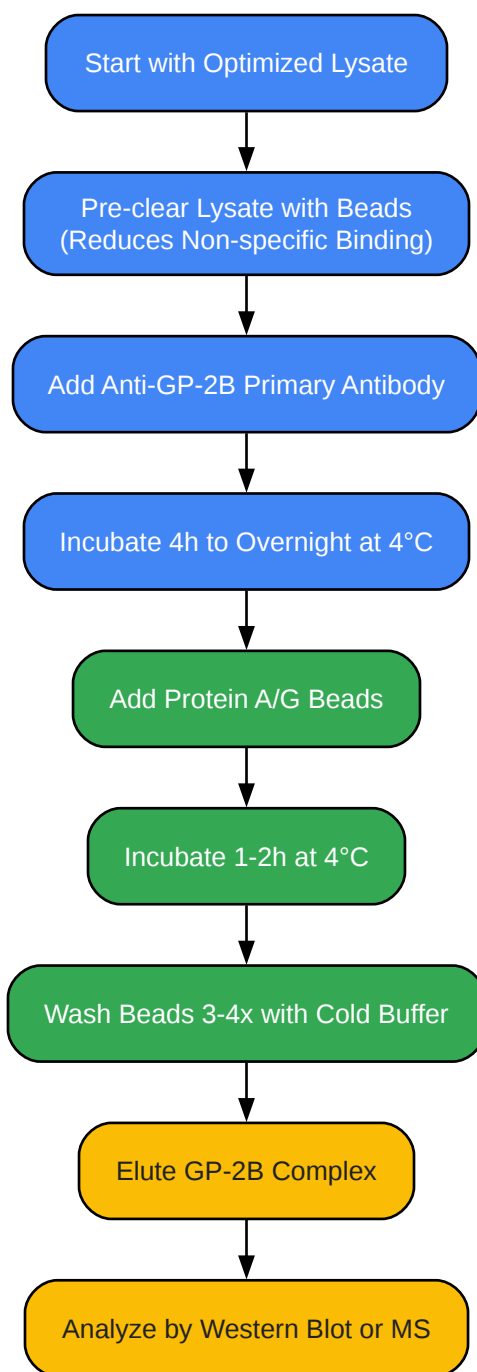 Start with Optimized Lysate
Pre-clear Lysate with Beads
(Reduces Non-specific Binding)
Add Anti-GP-2B Primary Antibody
Incubate 4h to Overnight at 4°C
Add Protein A/G Beads
Incubate 1-2h at 4°C
Wash Beads 3-4x with Cold Buffer
Elute GP-2B Complex
Analyze by Western Blot or MS